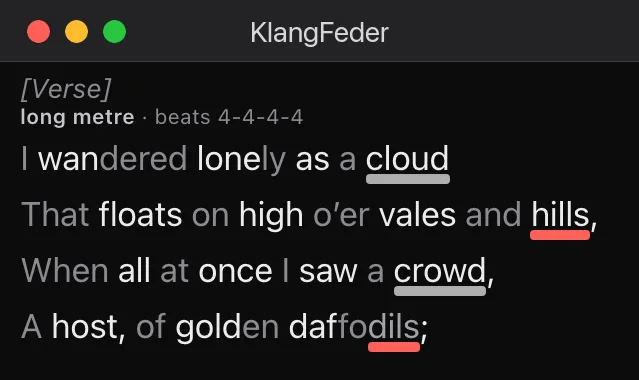 KlangFeder
[Verse]
long metre · beats 4-4-4-4
I wandered lonely as a cloud
That floats on high o’er vales and hills,
When all at once I saw a crowd,
A host, of golden daffodils;